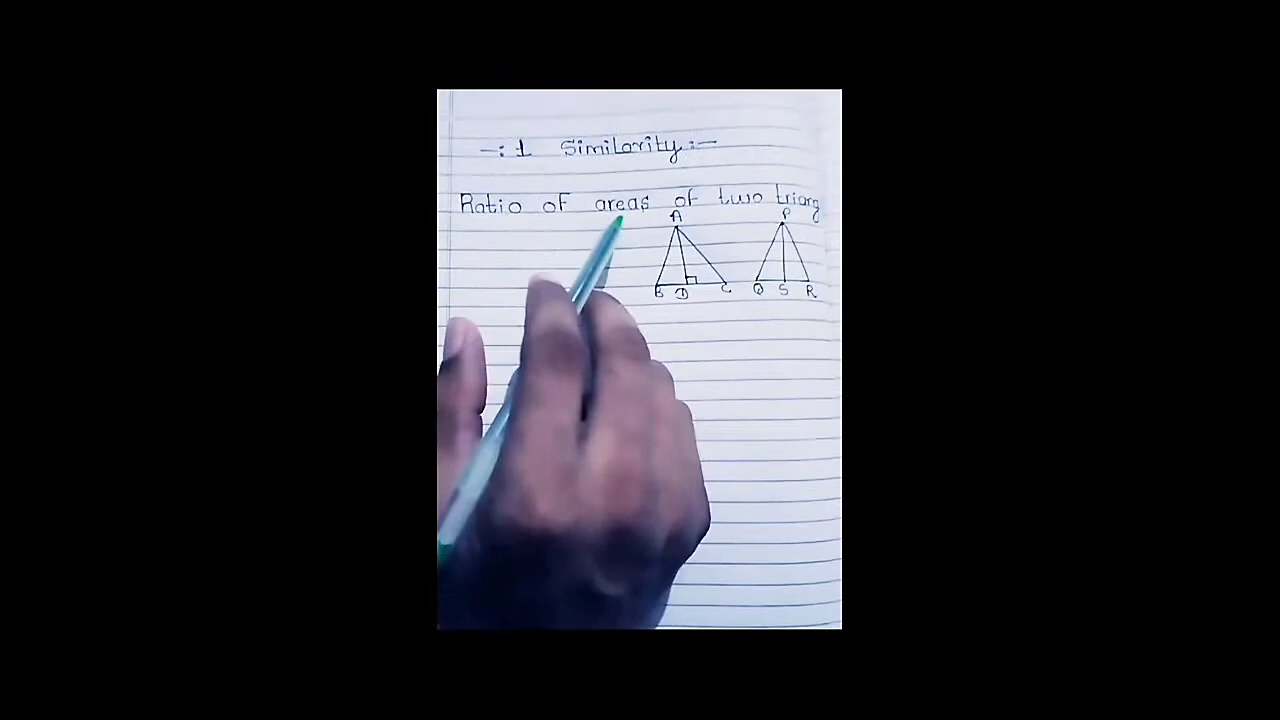 -: 1 Similarity :-
Ratio of areas of two triang
A P
B D C Q S R